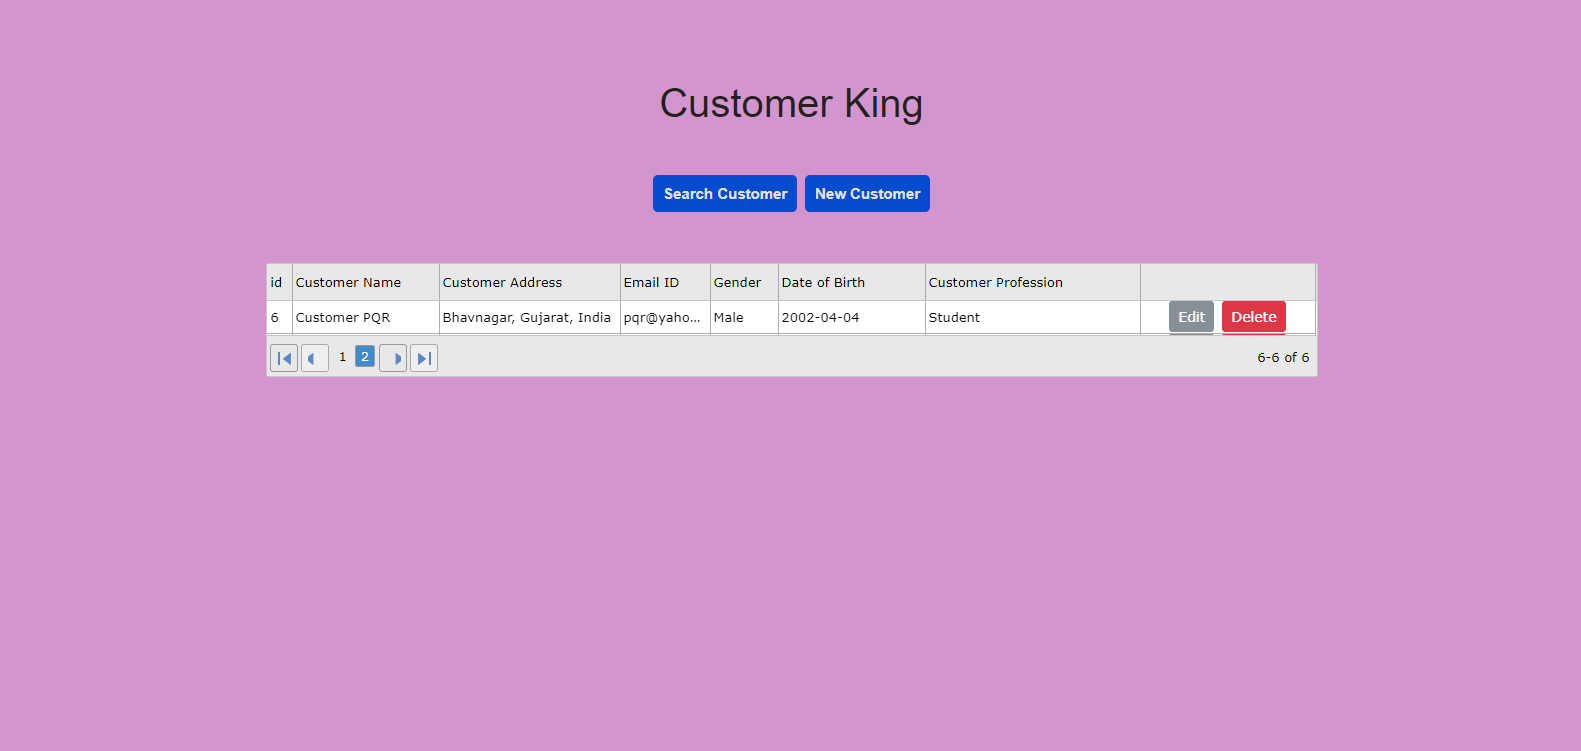 Customer King
Search Customer New Customer
id Customer Name Customer Address Email ID Gender Date of Birth Customer Profession
6 Customer PQR Bhavnagar, Gujarat, India pqr@yaho... Male 2002-04-04 Student Edit Delete
1 2 6-6 of 6